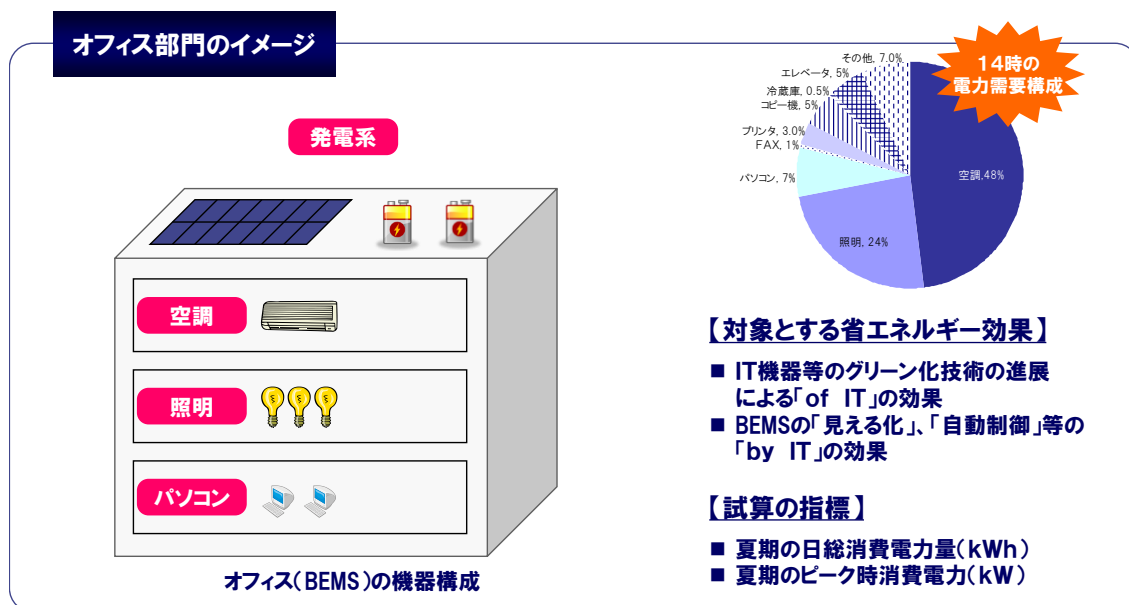 オフィス部門のイメージ
発電系
空調
照明
パソコン
オフィス(BEMS)の機器構成
14時の
電力需要構成
その他, 7.0%
エレベータ, 5%
冷蔵庫, 0.5%
コピー機, 5%
プリンタ, 3.0%
FAX, 1%
パソコン, 7%
照明, 24%
空調,48%
【対象とする省エネルギー効果】
■ IT機器等のグリーン化技術の進展
による「of IT」の効果
■ BEMSの「見える化」、「自動制御」等の
「by IT」の効果
【試算の指標】
■ 夏期の日総消費電力量(kWh)
■ 夏期のピーク時消費電力(kW)